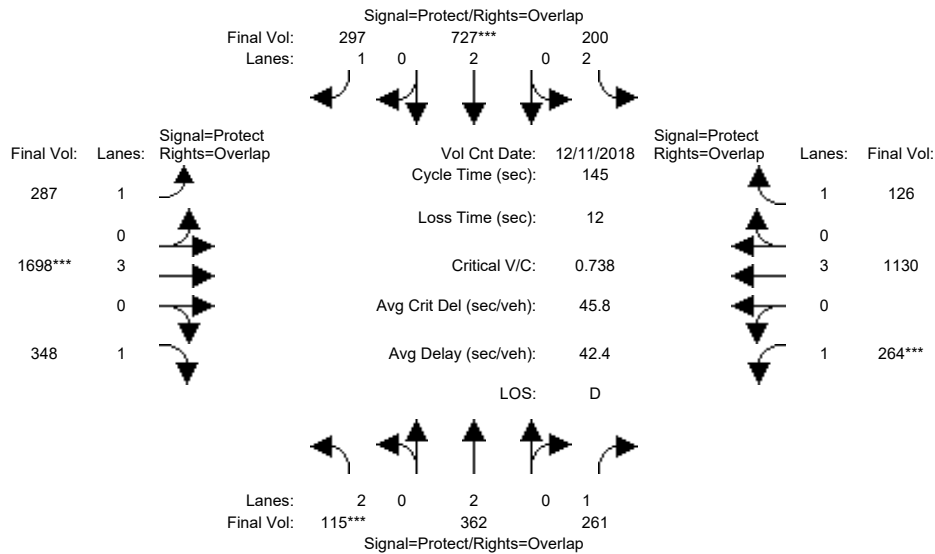 Signal=Protect/Rights=Overlap
Final Vol: 297 727*** 200
Lanes: 1 0 2 0 2
Signal=Protect
Final Vol: Lanes: Rights=Overlap
Vol Cnt Date: 12/11/2018
Signal=Protect
Rights=Overlap Lanes: Final Vol:
Cycle Time (sec): 145
287 1
1 126
Loss Time (sec): 12
0
0
1698*** 3
Critical V/C: 0.738
3 1130
0
Avg Crit Del (sec/veh): 45.8
0
348 1
Avg Delay (sec/veh): 42.4
1 264***
LOS: D
Lanes: 2 0 2 0 1
Final Vol: 115*** 362 261
Signal=Protect/Rights=Overlap